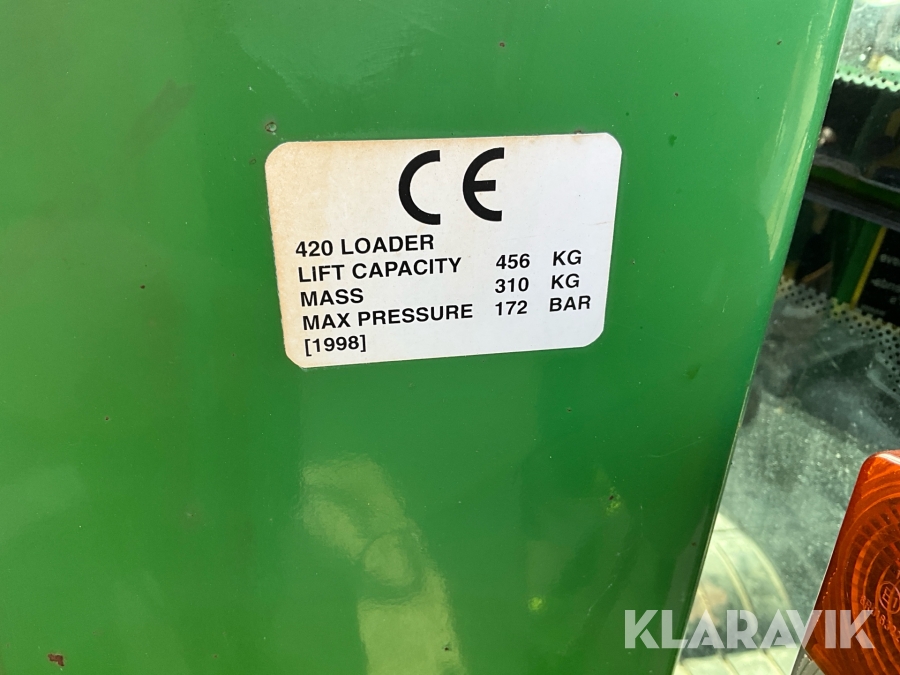 CE
420 LOADER
LIFT CAPACITY 456 KG
MASS 310 KG
MAX PRESSURE 172 BAR
[1998]
KLARAVIK